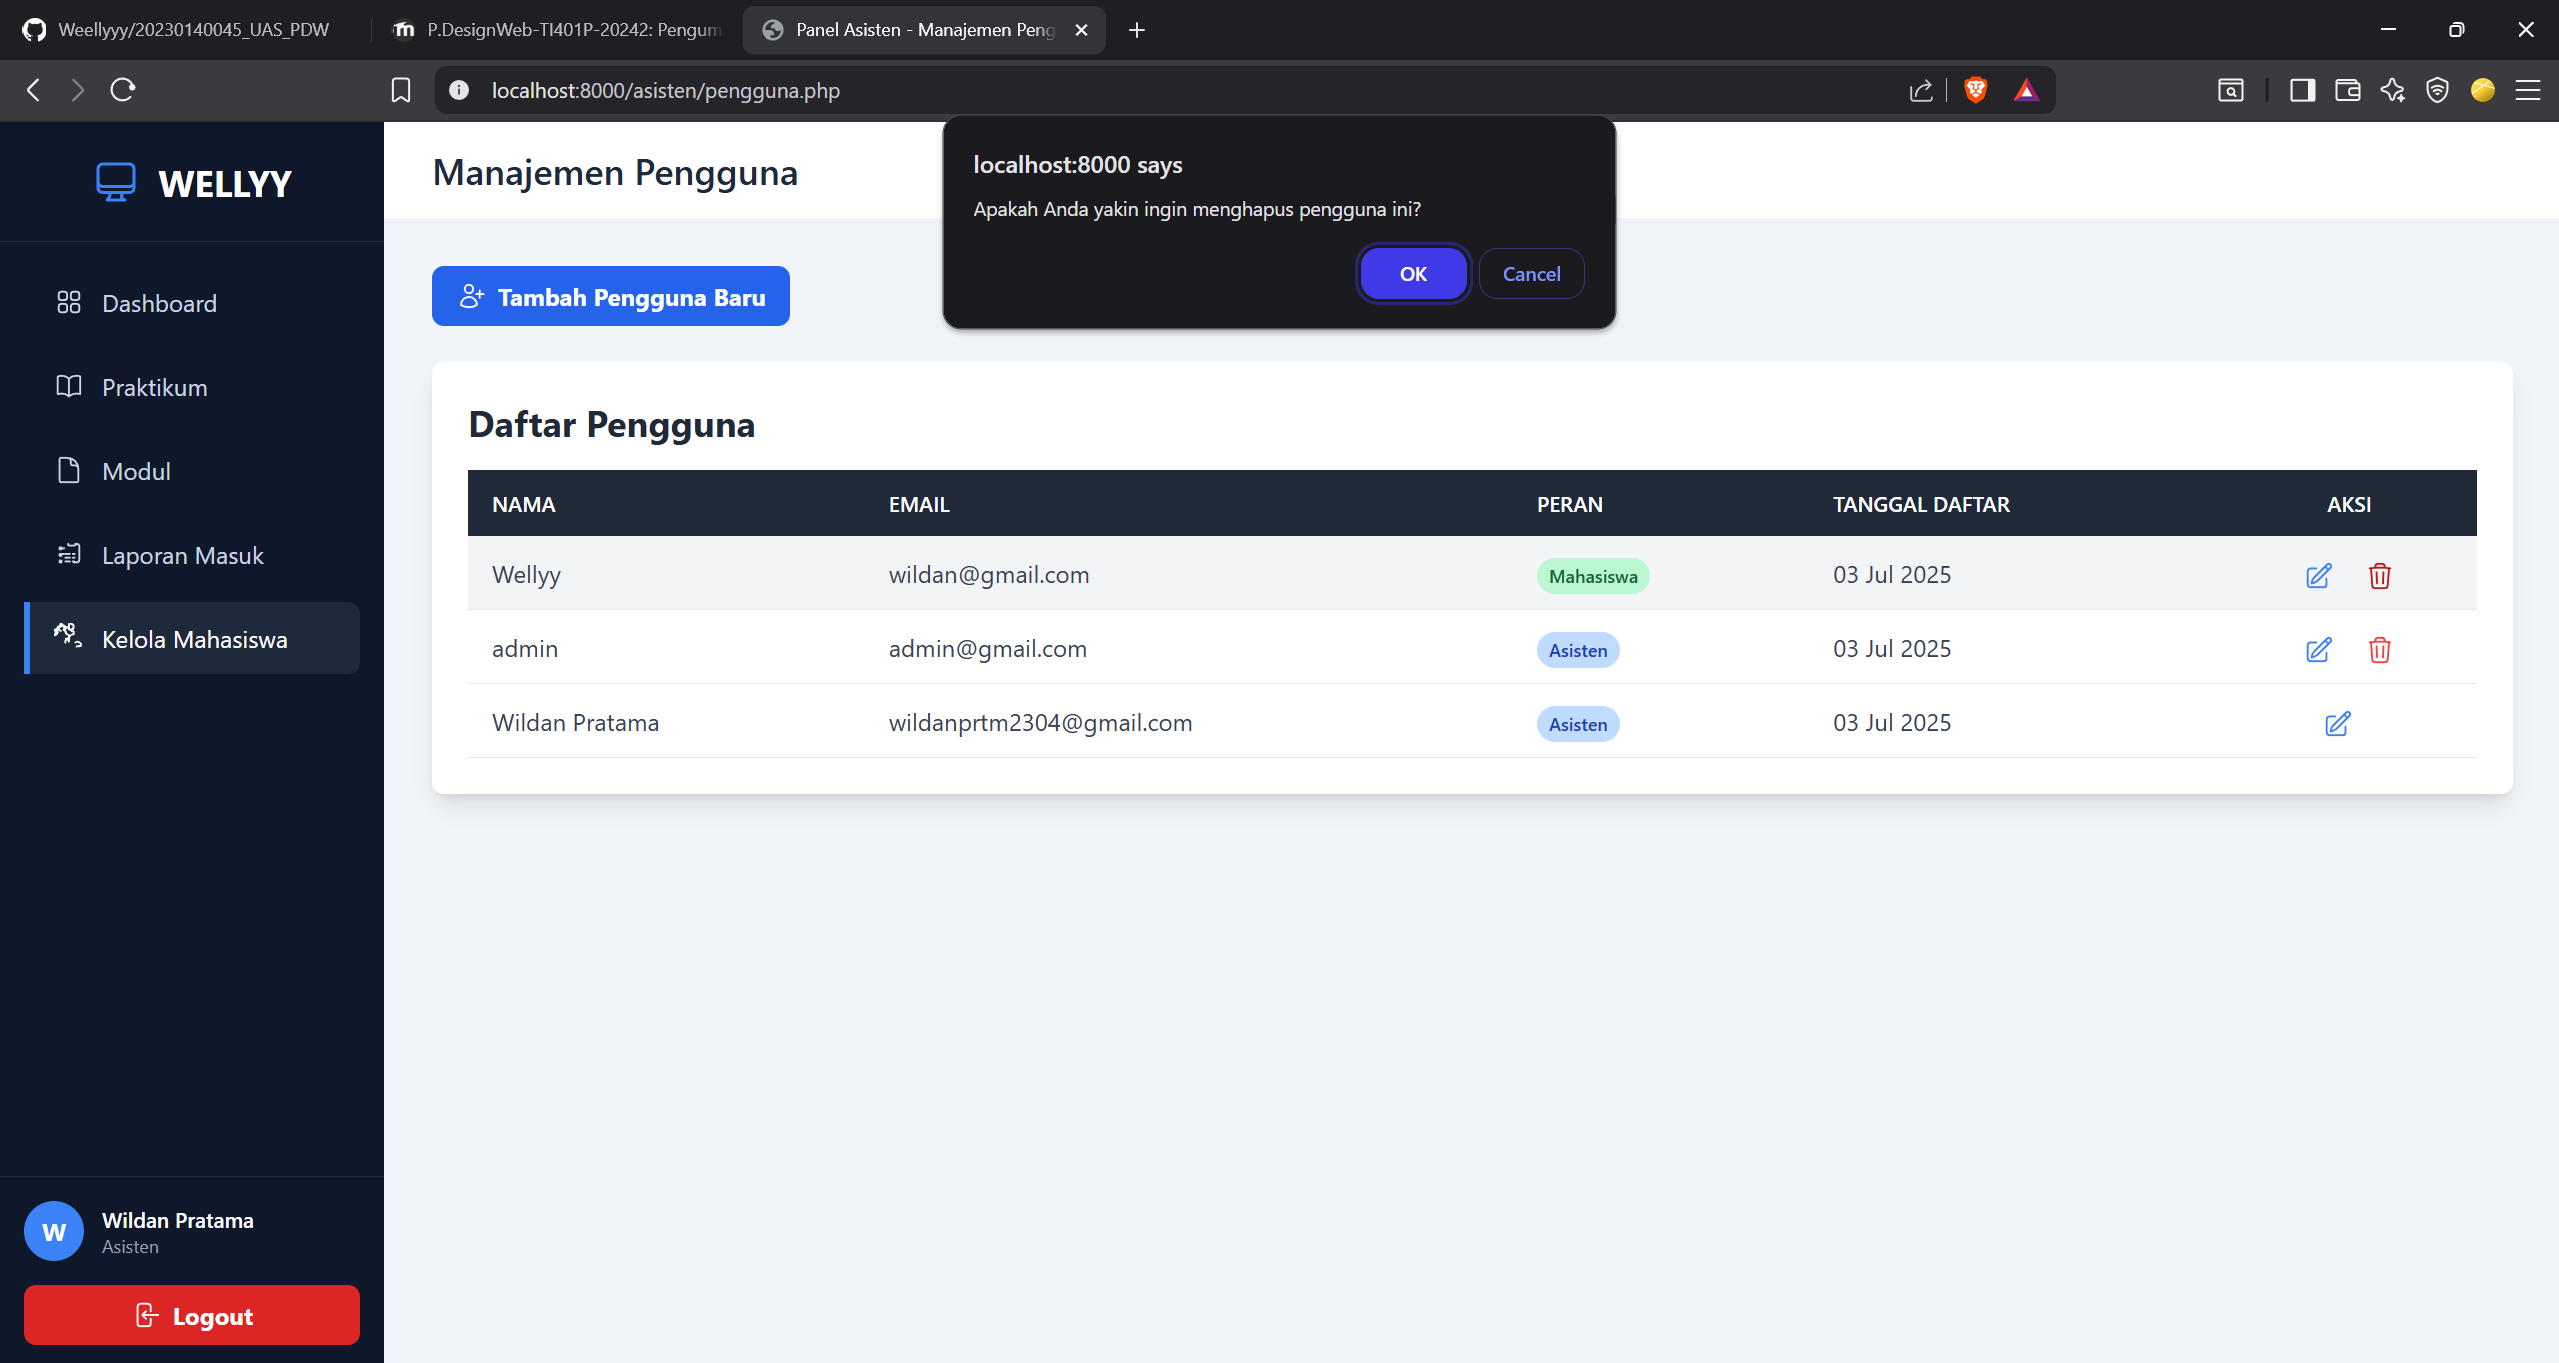 Weellyyy/20230140045_UAS_PDW
P.DesignWeb-TI401P-20242: Pengum
Panel Asisten - Manajemen Peng
localhost:8000/asisten/pengguna.php
localhost:8000 says
Apakah Anda yakin ingin menghapus pengguna ini?
OK
Cancel
WELLYY
Dashboard
Praktikum
Modul
Laporan Masuk
Kelola Mahasiswa
Wildan Pratama
W
Asisten
Logout
Manajemen Pengguna
Tambah Pengguna Baru
Daftar Pengguna
NAMA EMAIL PERAN TANGGAL DAFTAR AKSI
Wellyy wildan@gmail.com Mahasiswa 03 Jul 2025
admin admin@gmail.com Asisten 03 Jul 2025
Wildan Pratama wildanprtm2304@gmail.com Asisten 03 Jul 2025